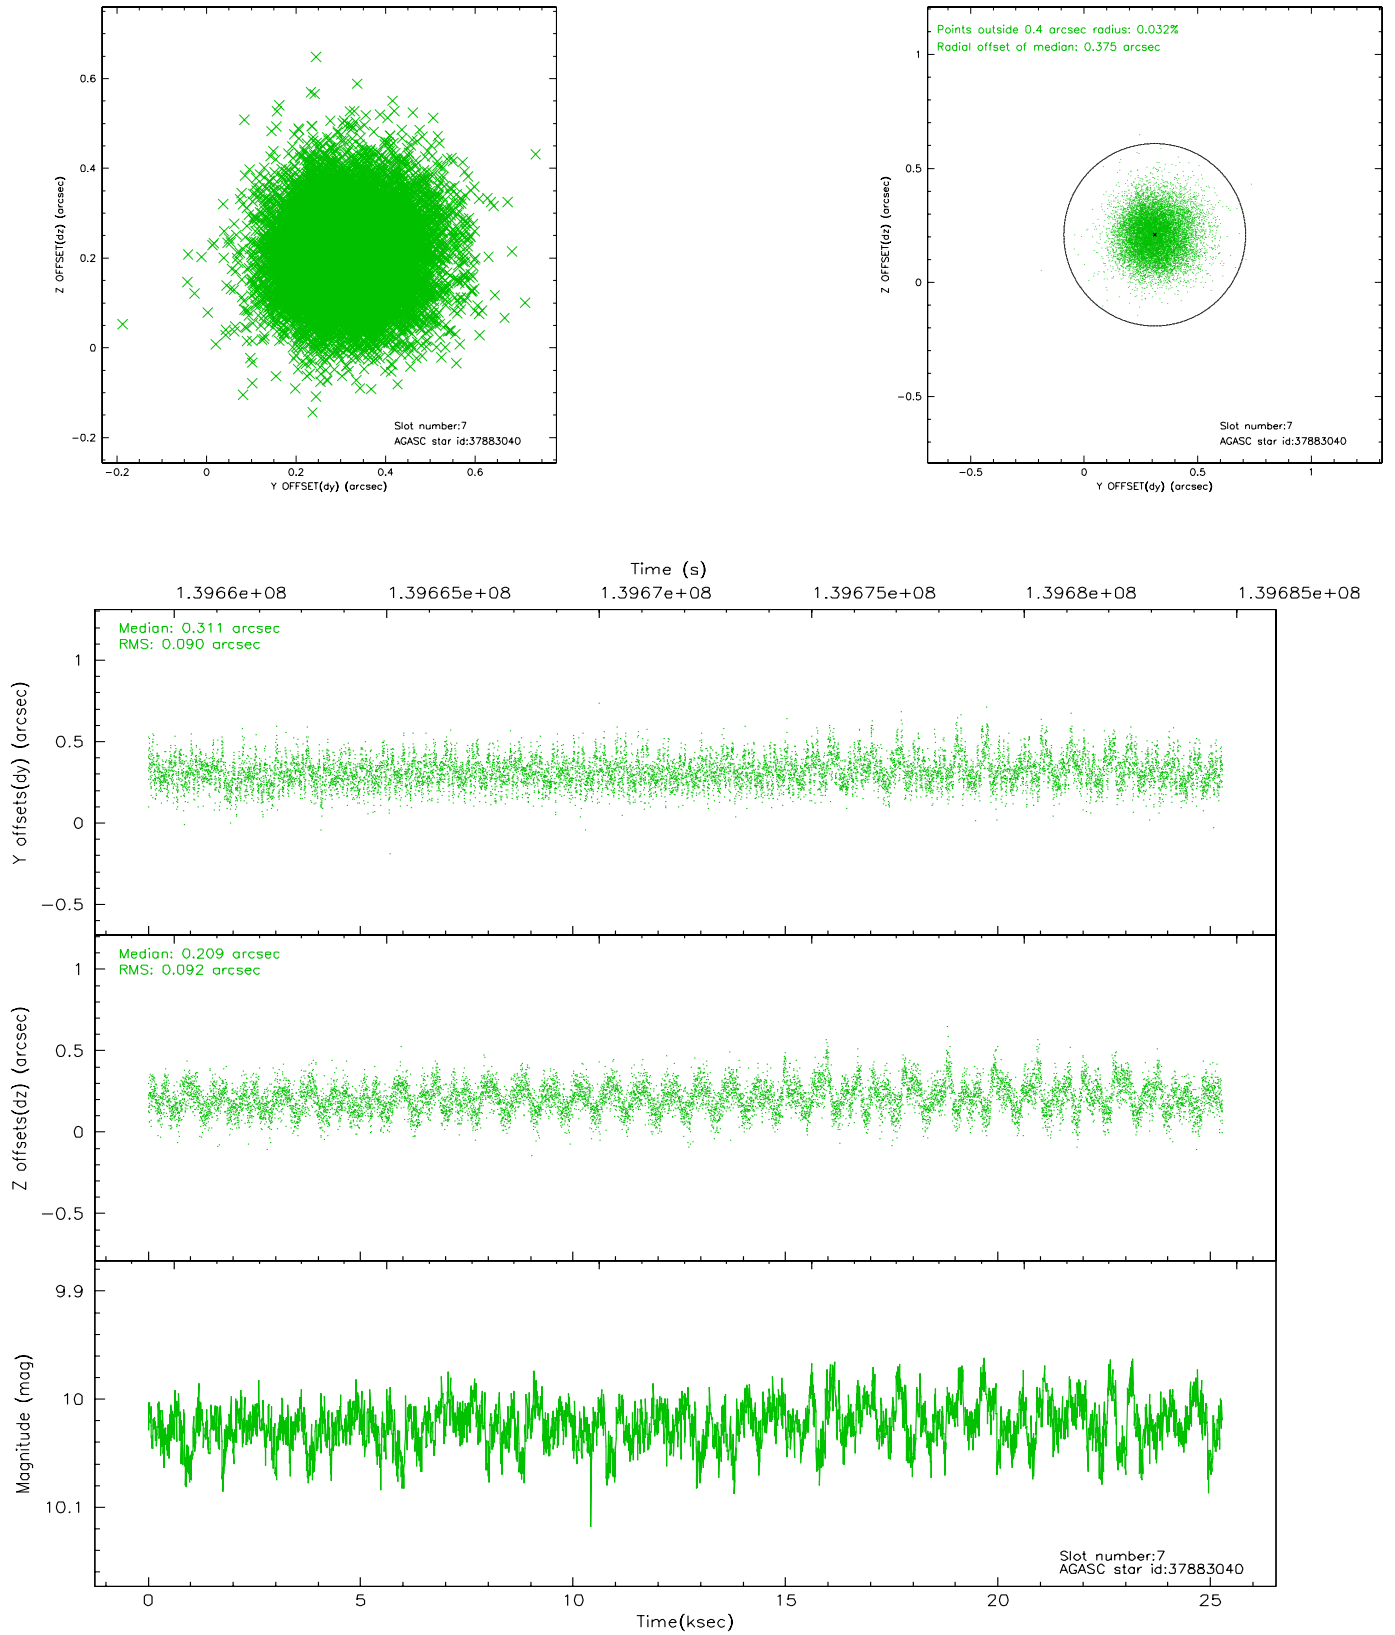 0.6
0.4
0.2
0
−0.2
Z OFFSET(dz) (arcsec)
−0.2 0 0.2 0.4 0.6
Y OFFSET(dy) (arcsec)
Slot number:7
AGASC star id:37883040
Points outside 0.4 arcsec radius: 0.032%
Radial offset of median: 0.375 arcsec
1
0.5
0
−0.5
Z OFFSET(dz) (arcsec)
−0.5 0 0.5 1
Y OFFSET(dy) (arcsec)
Slot number:7
AGASC star id:37883040
Time (s)
1.3966e+08 1.39665e+08 1.3967e+08 1.39675e+08 1.3968e+08 1.39685e+08
Median: 0.311 arcsec
RMS: 0.090 arcsec
1
0.5
0
−0.5
Y offsets(dy) (arcsec)
Median: 0.209 arcsec
RMS: 0.092 arcsec
1
0.5
0
−0.5
Z offsets(dz) (arcsec)
9.9
10
10.1
Magnitude (mag)
Slot number:7
AGASC star id:37883040
0 5 10 15 20 25
Time(ksec)